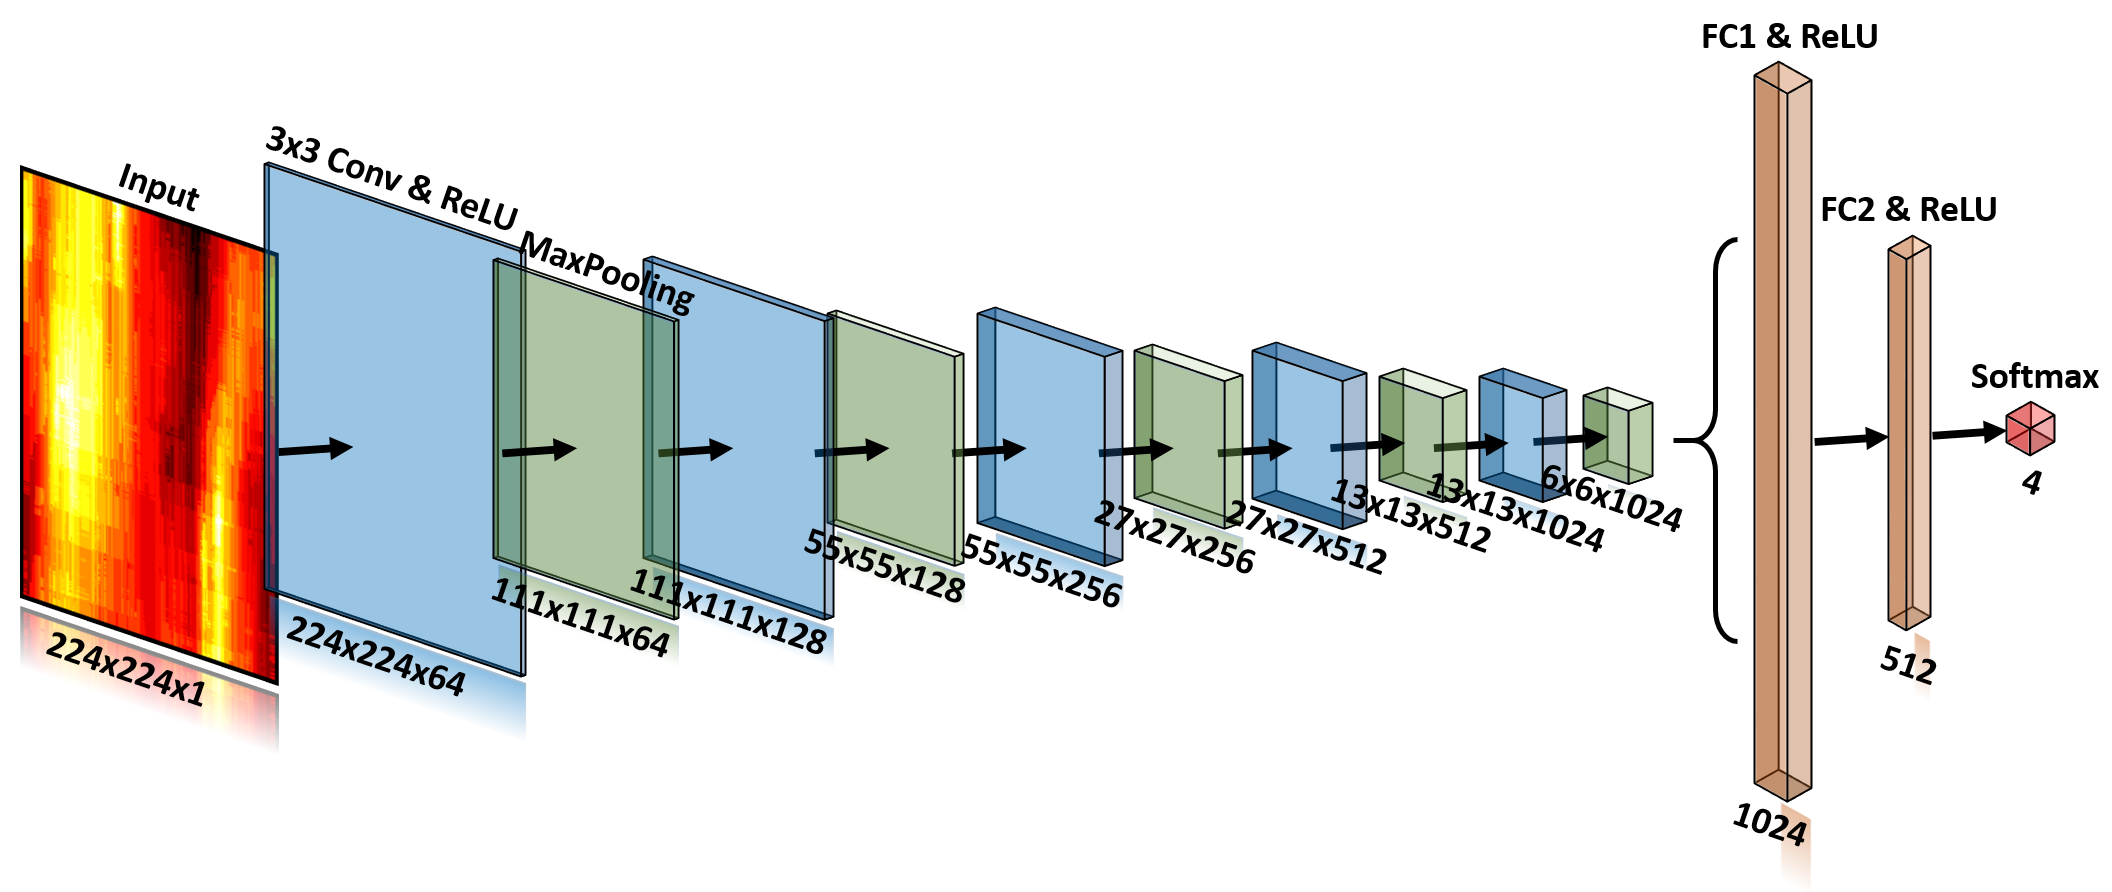 Input
224x224x1
3x3 Conv & ReLU
224x224x64
MaxPooling
111x111x64
111x111x128
55x55x128
55x55x256
27x27x256
27x27x512
13x13x512
13x13x1024
6x6x1024
FC1 & ReLU
1024
FC2 & ReLU
512
Softmax
4